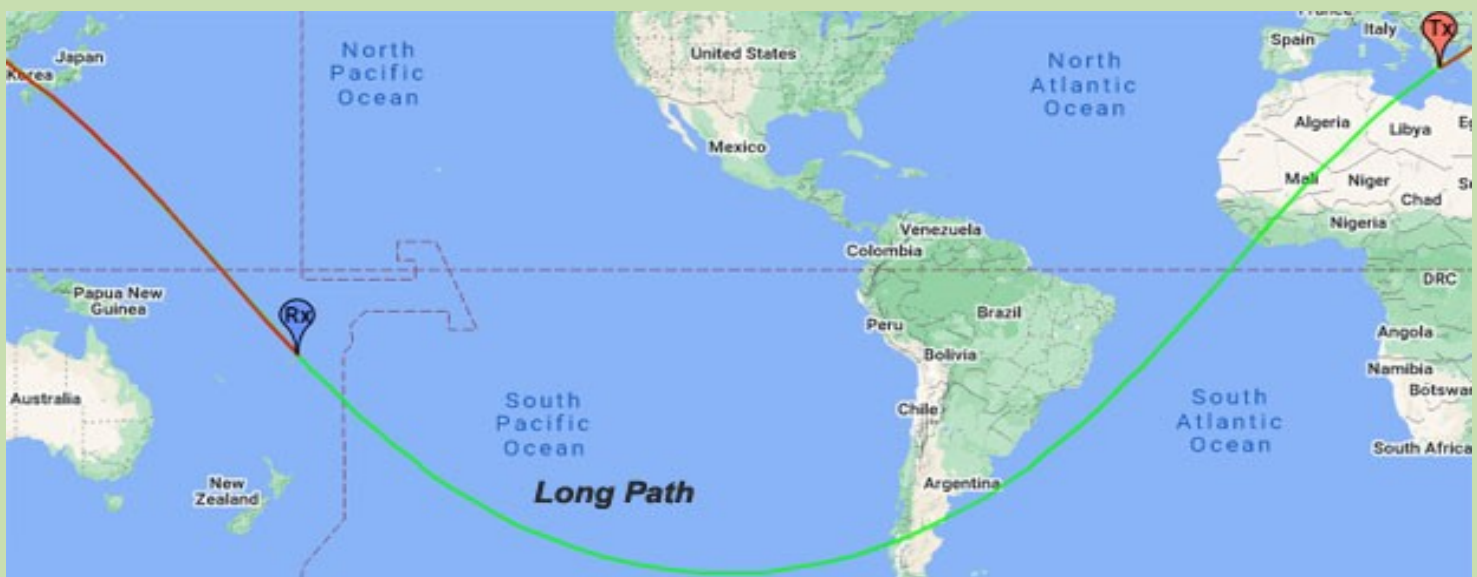 France
Tx
Japan
North
Pacific
Ocean
United States
North
Atlantic
Ocean
Spain
Italy
Korea
Algeria
Libya
Mexico
Mali
Niger
Chad
Nigeria
Venezuela
Colombia
DRC
Papua New
Guinea
Rx
Brazil
Peru
Angola
Bolivia
Namibia
Botswa
Australia
South
Pacific
Ocean
Chile
South
Atlantic
Ocean
South Africa
New
Zealand
Long Path
Argentina